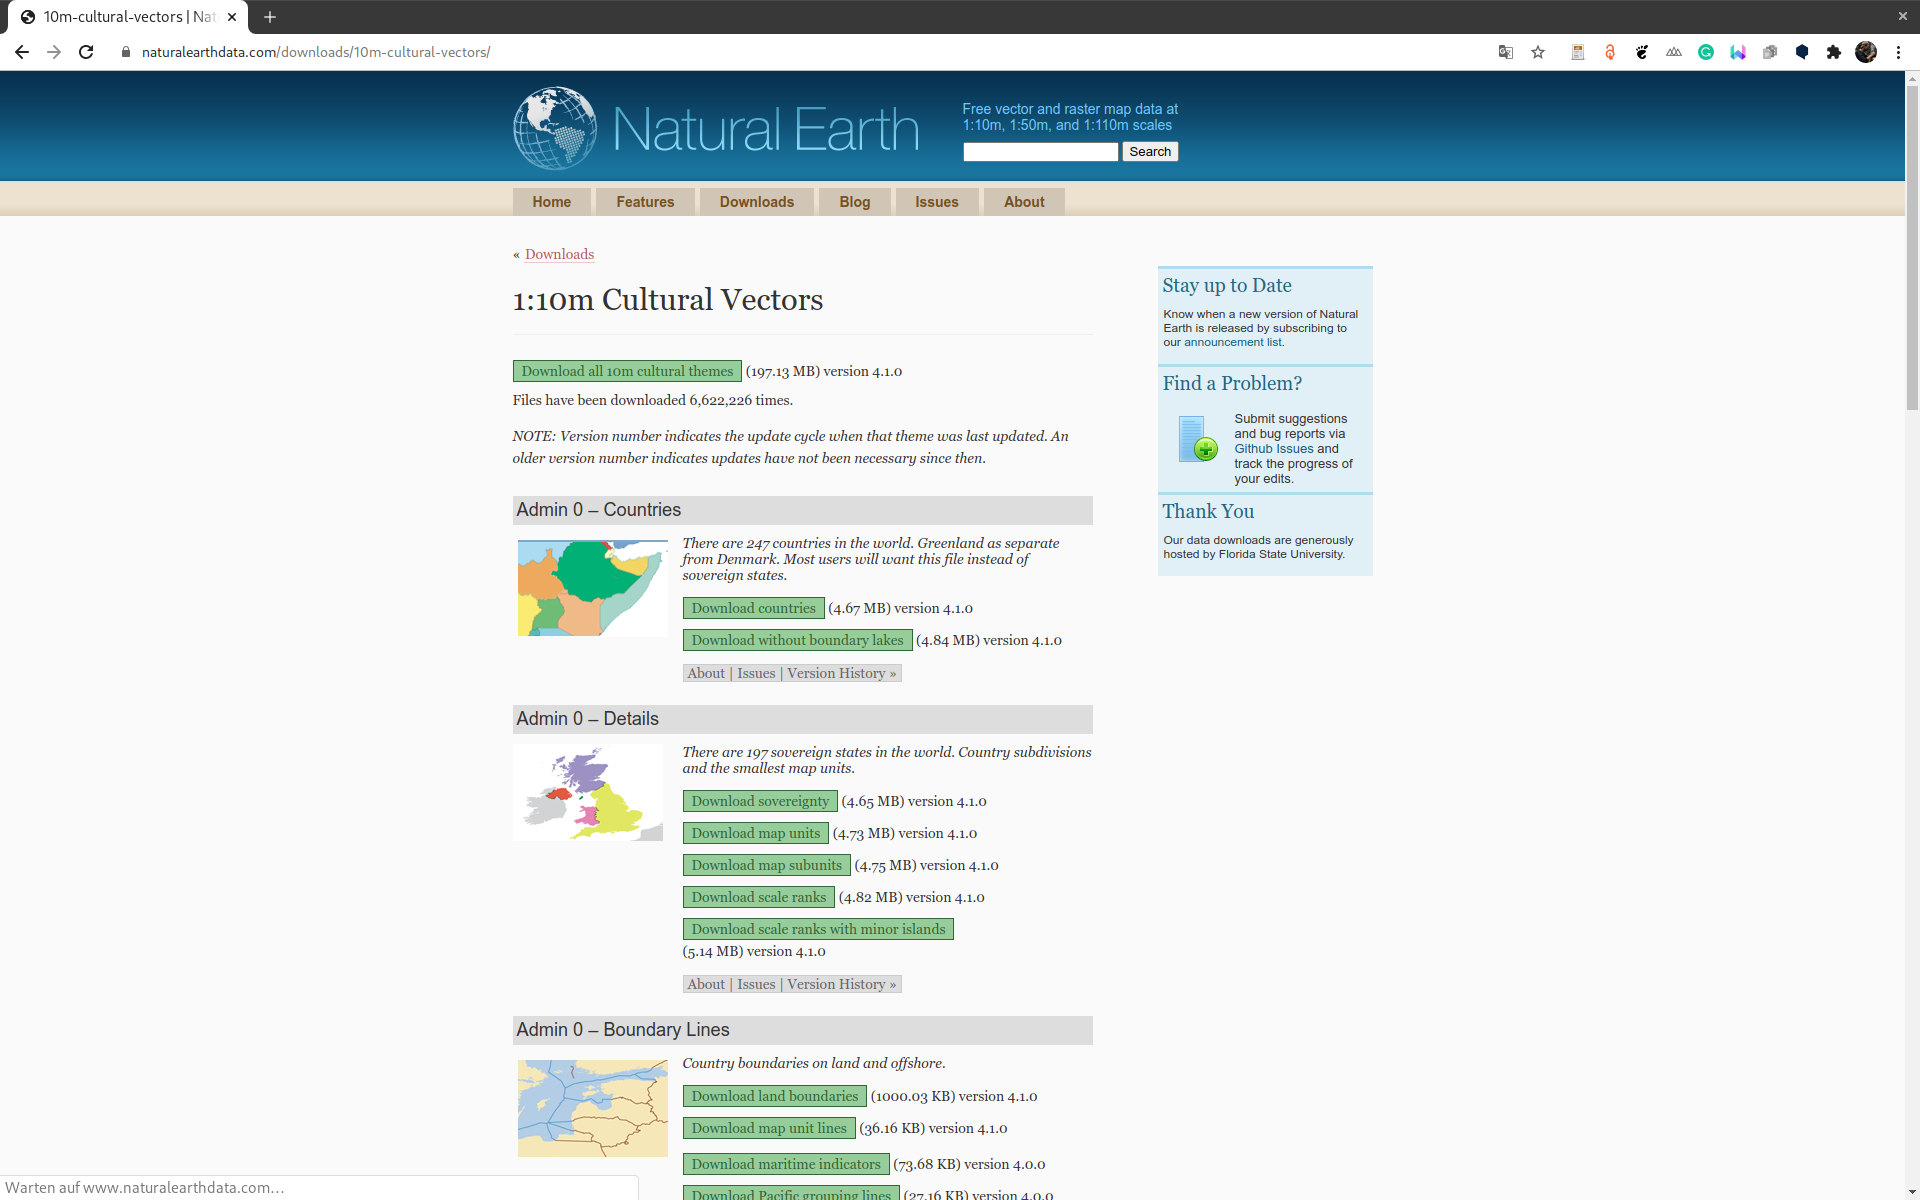 10m-cultural-vectors | Nat
naturalearthdata.com/downloads/10m-cultural-vectors/
Natural Earth
Free vector and raster map data at
1:10m, 1:50m, and 1:110m scales
Search
Home
Features
Downloads
Blog
Issues
About
« Downloads
1:10m Cultural Vectors
Download all 10m cultural themes (197.13 MB) version 4.1.0
Files have been downloaded 6,622,226 times.
NOTE: Version number indicates the update cycle when that theme was last updated. An
older version number indicates updates have not been necessary since then.
Admin 0 – Countries
There are 247 countries in the world. Greenland as separate
from Denmark. Most users will want this file instead of
sovereign states.
Download countries (4.67 MB) version 4.1.0
Download without boundary lakes (4.84 MB) version 4.1.0
About | Issues | Version History »
Admin 0 – Details
There are 197 sovereign states in the world. Country subdivisions
and the smallest map units.
Download sovereignty (4.65 MB) version 4.1.0
Download map units (4.73 MB) version 4.1.0
Download map subunits (4.75 MB) version 4.1.0
Download scale ranks (4.82 MB) version 4.1.0
Download scale ranks with minor islands
(5.14 MB) version 4.1.0
About | Issues | Version History »
Admin 0 – Boundary Lines
Country boundaries on land and offshore.
Download land boundaries (1000.03 KB) version 4.1.0
Download map unit lines (36.16 KB) version 4.1.0
Download maritime indicators (73.68 KB) version 4.0.0
Download Pacific grouping lines (27.16 KB) version 4.0.0
Stay up to Date
Know when a new version of Natural
Earth is released by subscribing to
our announcement list.
Find a Problem?
Submit suggestions
and bug reports via
Github Issues and
track the progress of
your edits.
Thank You
Our data downloads are generously
hosted by Florida State University.
Warten auf www.naturalearthdata.com…